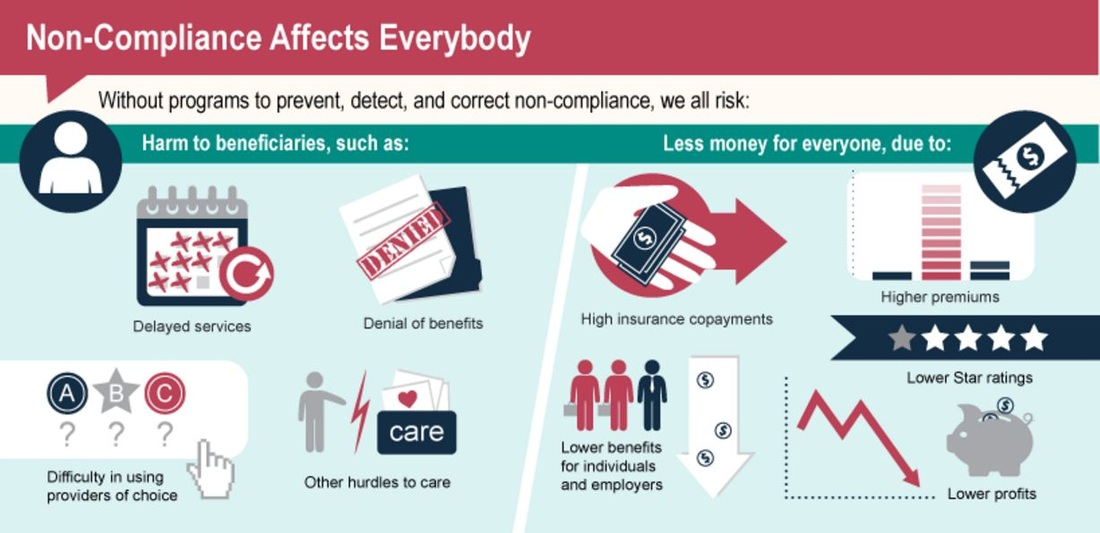 Non-Compliance Affects Everybody
Without programs to prevent, detect, and correct non-compliance, we all risk:
Harm to beneficiaries, such as:
DENIED
Delayed services
Denial of benefits
A B C
? ? ?
Difficulty in using
providers of choice
care
Other hurdles to care
Less money for everyone, due to:
$
$
High insurance copayments
Higher premiums
Lower Star ratings
$
$
$
Lower benefits
for individuals
and employers
$
Lower profits